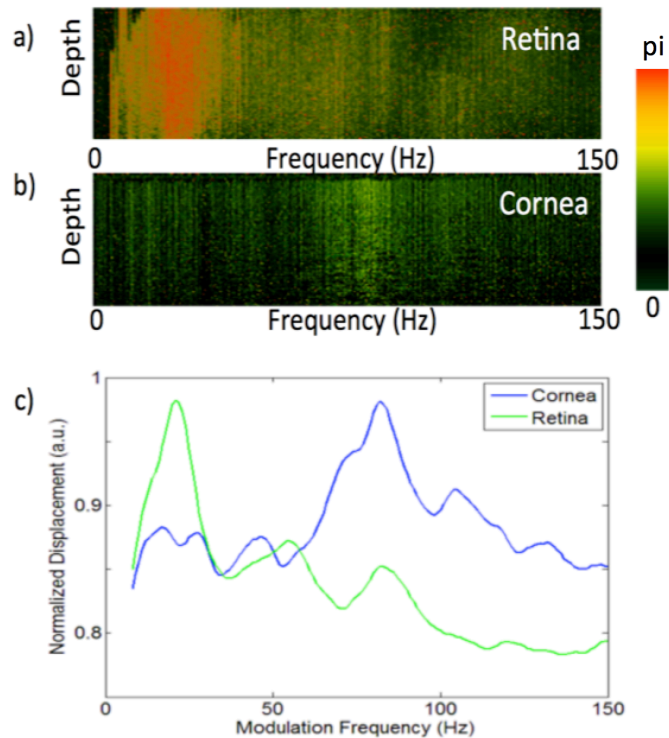 a)
Depth
Retina
pi
0
Frequency (Hz)
150
b)
Depth
Cornea
0
0
Frequency (Hz)
150
c)
Normalized Displacement (a.u.)
1
0.9
0.8
Cornea
Retina
0
50
100
150
Modulation Frequency (Hz)